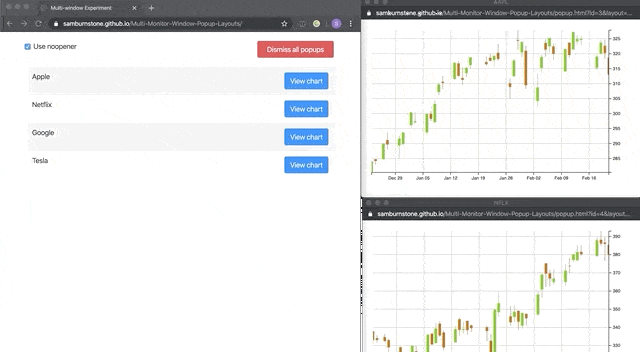 Multi-window Experiment
samburnstone.github.io/Multi-Monitor-Window-Popup-Layouts/
S
Use noopener
Dismiss all popups
Apple
View chart
Netflix
View chart
Google
View chart
Tesla
View chart
AAPL
samburnstone.github.io/Multi-Monitor-Window-Popup-Layouts/popup.html?id=3&layout=...
325
320
315
310
305
300
295
290
285
Dec 29
Jan 05
Jan 12
Jan 19
Jan 26
Feb 02
Feb 09
Feb 16
NFLX
samburnstone.github.io/Multi-Monitor-Window-Popup-Layouts/popup.html?id=4&layout...
390
380
370
360
350
340
330